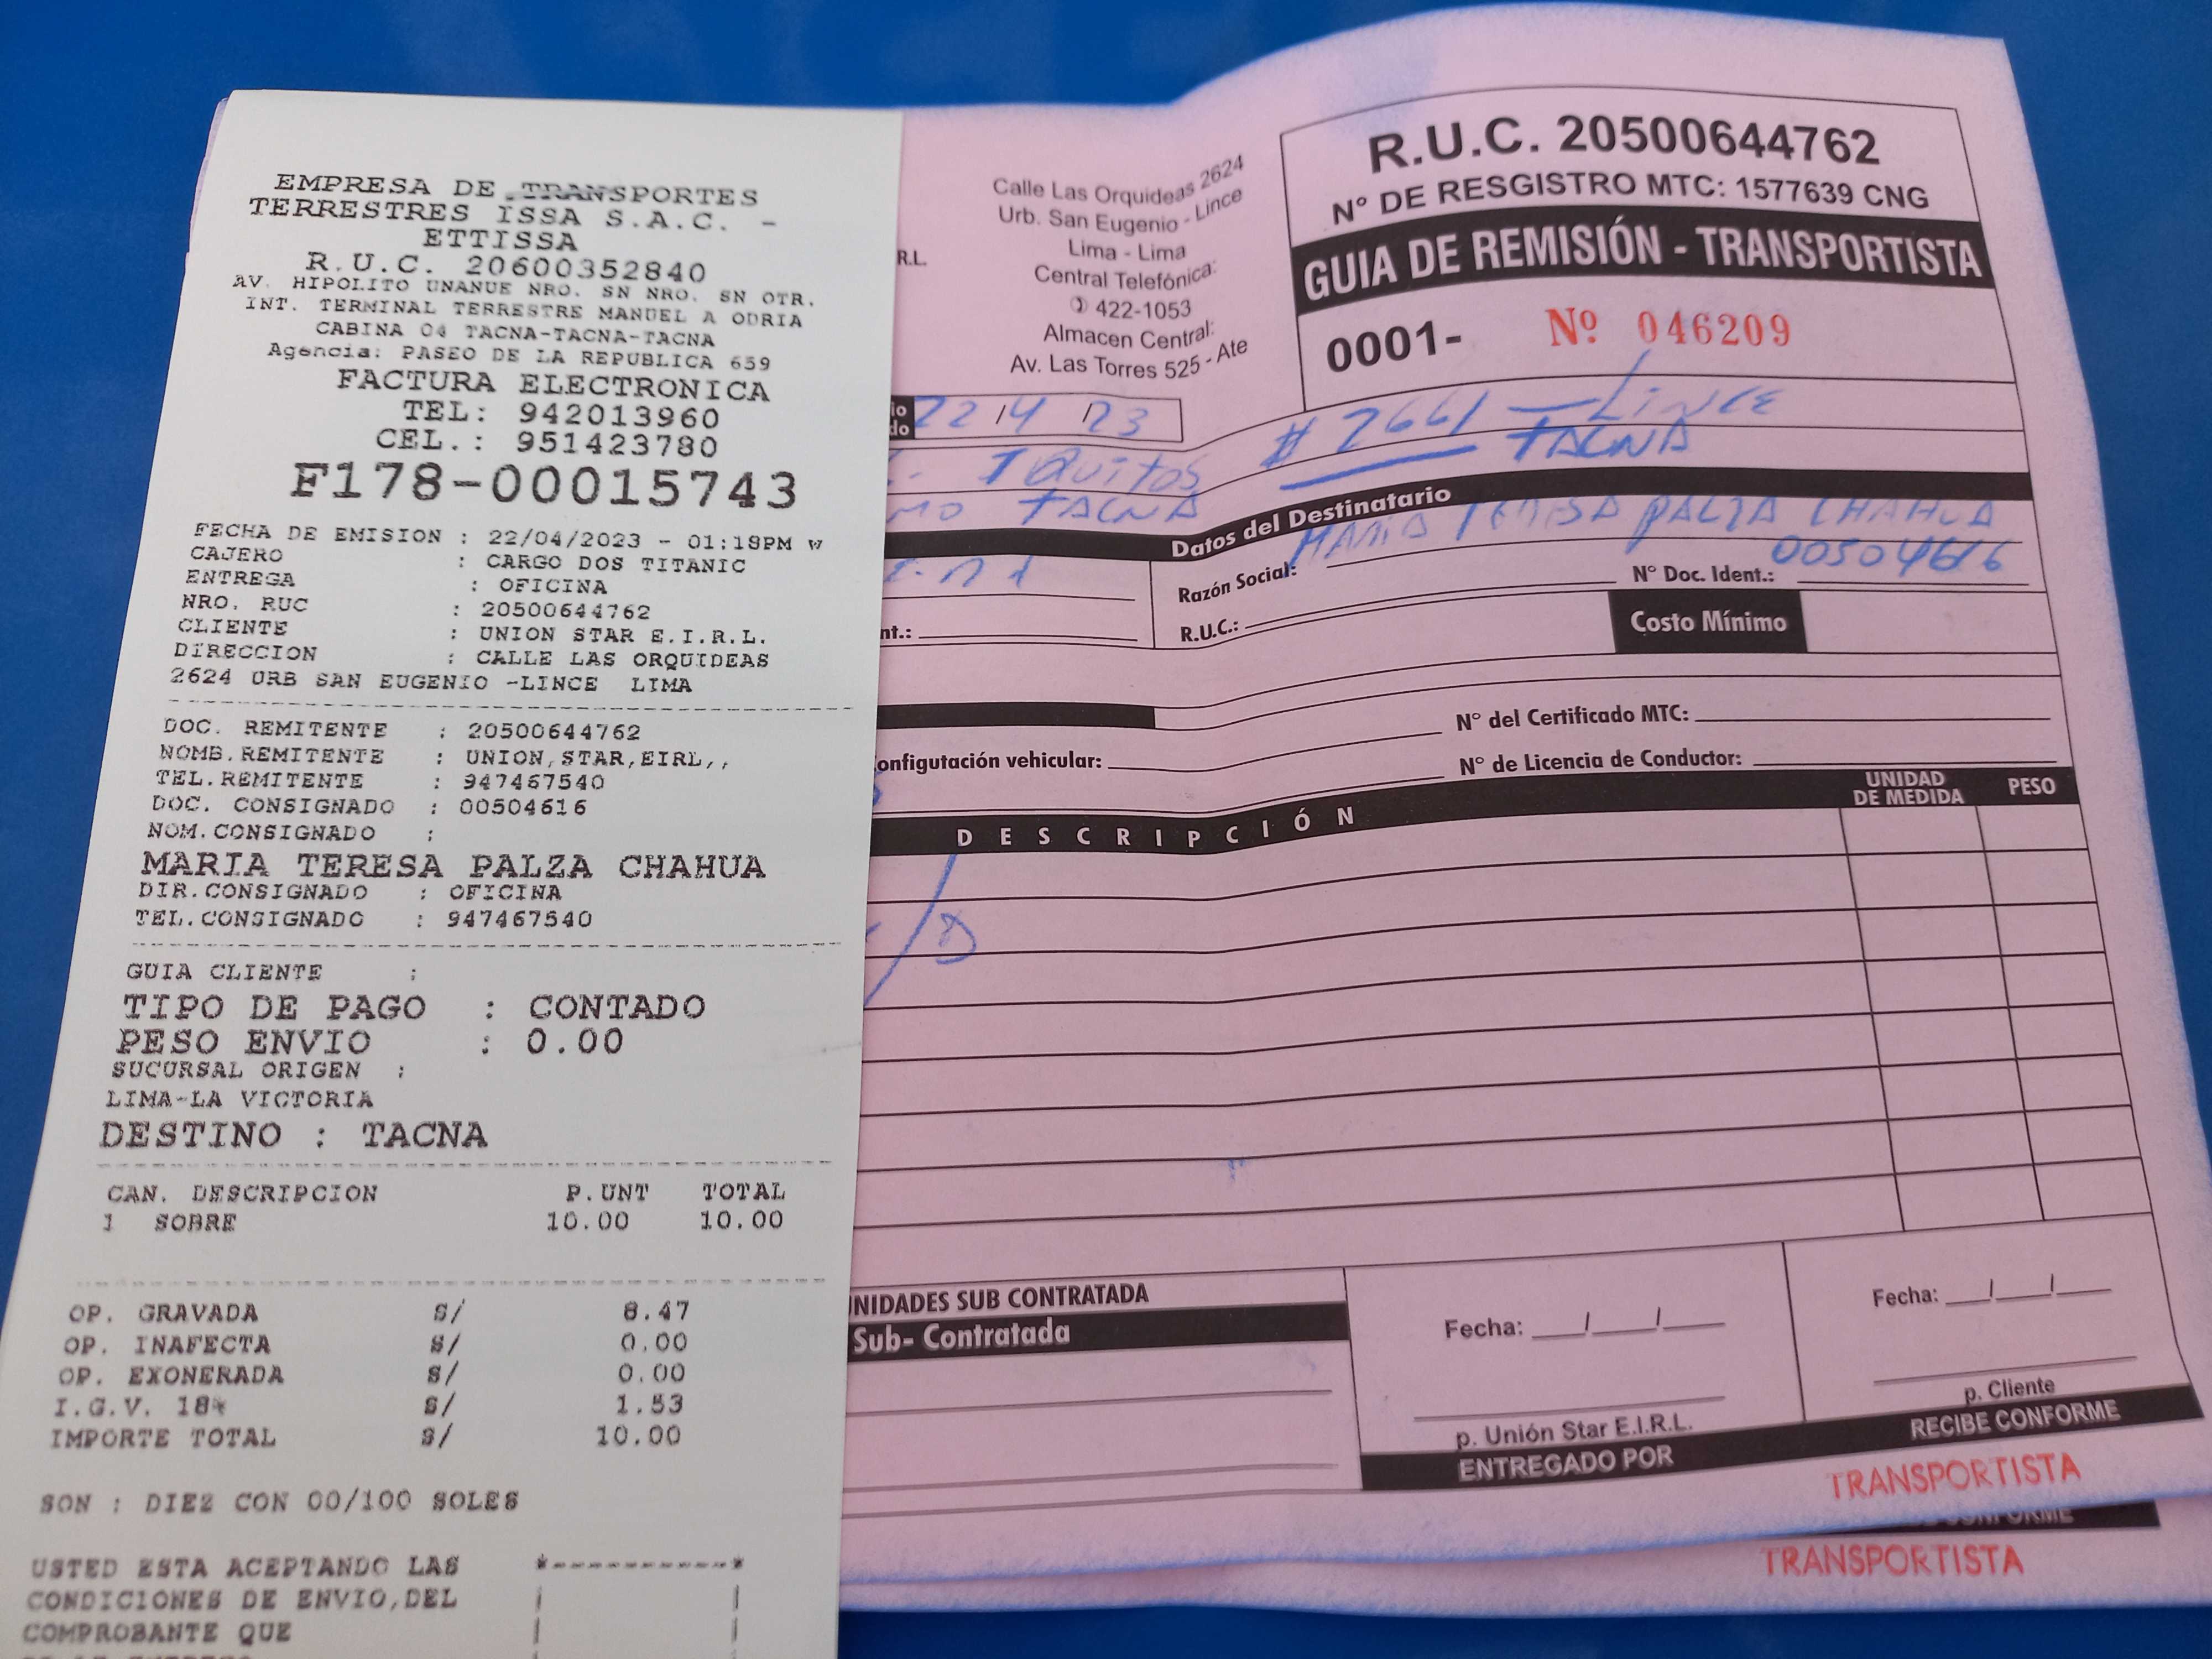 EMPRESA DE TRANSPORTES
TERRESTRES ISSA S.A.C. -
ETTISSA
R.U.C. 20600352840
AV. HIPOLITO UNANUE NRO. SN NRO. SN OTR.
INT. TERMINAL TERRESTRE MANUEL A ODRIA
CABINA 04 TACNA-TACNA-TACNA
Agencia: PASEO DE LA REPUBLICA 659
FACTURA ELECTRONICA
TEL: 942013960
CEL.: 951423780
F178-00015743
FECHA DE EMISION : 22/04/2023 - 01:18PM w
CAJERO : CARGO DOS TITANIC
ENTREGA : OFICINA
NRO. RUC : 20500644762
CLIENTE : UNION STAR E.I.R.L.
DIRECCION : CALLE LAS ORQUIDEAS
2624 URB SAN EUGENIO -LINCE LIMA
DOC. REMITENTE : 20500644762
NOMB.REMITENTE : UNION,STAR,EIRL,,
TEL.REMITENTE : 947467540
DOC. CONSIGNADO : 00504616
NOM.CONSIGNADO :
MARIA TERESA PALZA CHAHUA
DIR.CONSIGNADO : OFICINA
TEL.CONSIGNADO : 947467540
GUIA CLIENTE :
TIPO DE PAGO : CONTADO
PESO ENVIO : 0.00
SUCURSAL ORIGEN :
LIMA-LA VICTORIA
DESTINO : TACNA
CAN. DESCRIPCION P.UNT TOTAL
1 SOBRE 10.00 10.00
OP. GRAVADA S/ 8.47
OP. INAFECTA S/ 0.00
OP. EXONERADA S/ 0.00
I.G.V. 18% S/ 1.53
IMPORTE TOTAL S/ 10.00
SON : DIEZ CON 00/100 SOLES
USTED ESTA ACEPTANDO LAS
CONDICIONES DE ENVIO,DEL
COMPROBANTE QUE
R.L.
Calle Las Orquideas 2624
Urb. San Eugenio - Lince
Lima - Lima
Central Telefónica:
422-1053
Almacen Central:
Av. Las Torres 525 - Ate
R.U.C. 20500644762
N° DE RESGISTRO MTC: 1577639 CNG
GUIA DE REMISIÓN - TRANSPORTISTA
0001- Nº 046209
22 /4 /23
IQUITOS # 2661 - LINCE
TACNA TACNA
Datos del Destinatario
Razón Social: MARIA TERESA PALZA CHAHUA
N° Doc. Ident.: 00504616
nt.:
R.U.C.:
Costo Mínimo
N° del Certificado MTC:
onfigutación vehicular:
N° de Licencia de Conductor:
DESCRIPCIÓN
UNIDAD
DE MEDIDA
PESO
NIDADES SUB CONTRATADA
Sub- Contratada
Fecha: / /
p. Unión Star E.I.R.L.
ENTREGADO POR
Fecha: / /
p. Cliente
RECIBE CONFORME
TRANSPORTISTA
TRANSPORTISTA